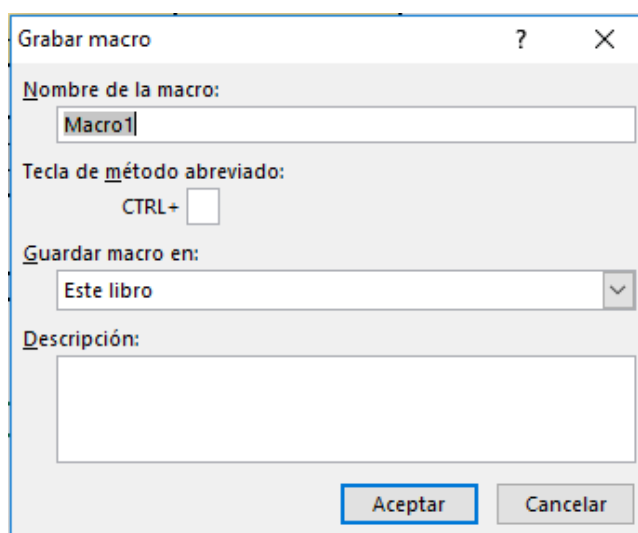 Grabar macro ?
Nombre de la macro:
Macro1
Tecla de método abreviado:
CTRL+
Guardar macro en:
Este libro
Descripción:
Aceptar Cancelar